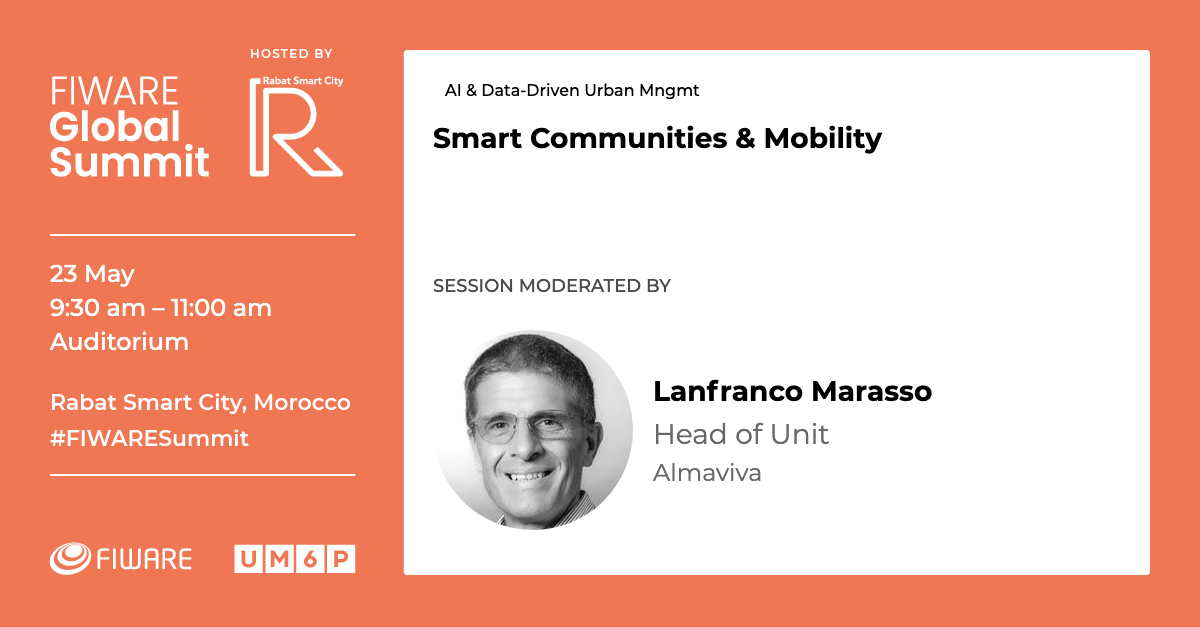 HOSTED BY
FIWARE
Global
Summit
Rabat Smart City
R
23 May
9:30 am – 11:00 am
Auditorium
Rabat Smart City, Morocco
#FIWARESummit
FIWARE
UM6P
AI & Data-Driven Urban Mngmt
Smart Communities & Mobility
SESSION MODERATED BY
Lanfranco Marasso
Head of Unit
Almaviva